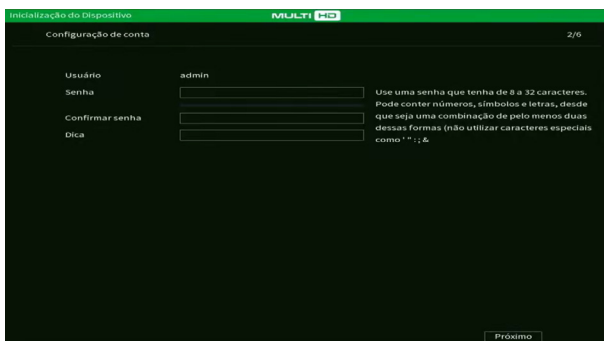 Inicialização do Dispositivo
MULTI HD
Configuração de conta
2/6
Usuário
admin
Senha
Use uma senha que tenha de 8 a 32 caracteres.
Pode conter números, símbolos e letras, desde
que seja uma combinação de pelo menos duas
dessas formas (não utilizar caracteres especiais
como ' " : ; &
Confirmar senha
Dica
Próximo